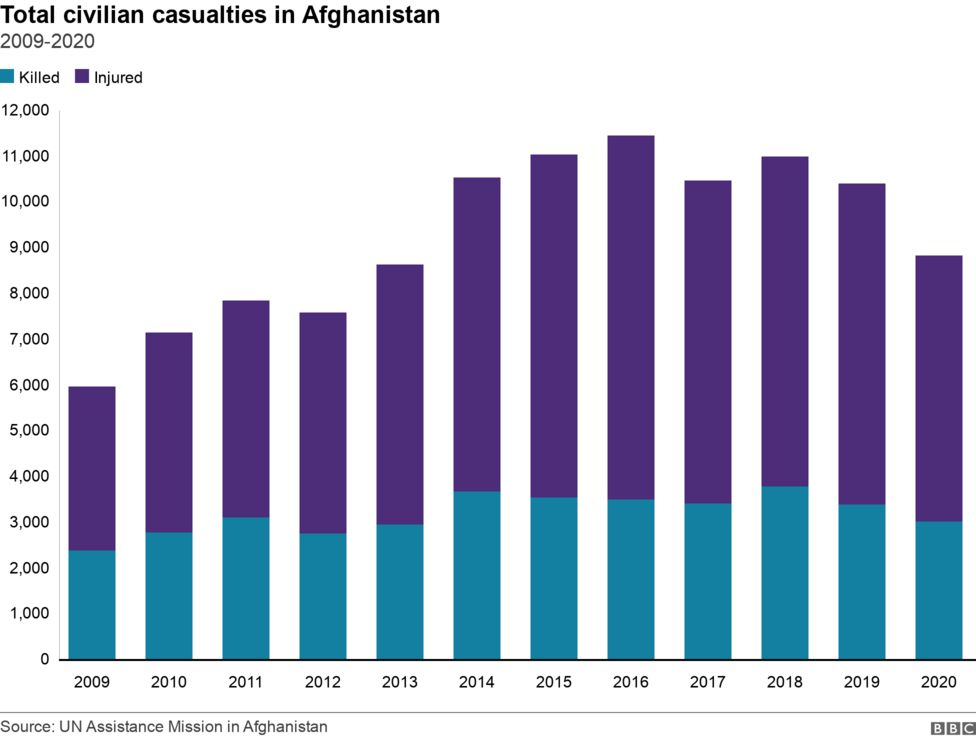 Total civilian casualties in Afghanistan
2009-2020
Killed Injured
12,000
11,000
10,000
9,000
8,000
7,000
6,000
5,000
4,000
3,000
2,000
1,000
0
2009 2010 2011 2012 2013 2014 2015 2016 2017 2018 2019 2020
Source: UN Assistance Mission in Afghanistan
BBC